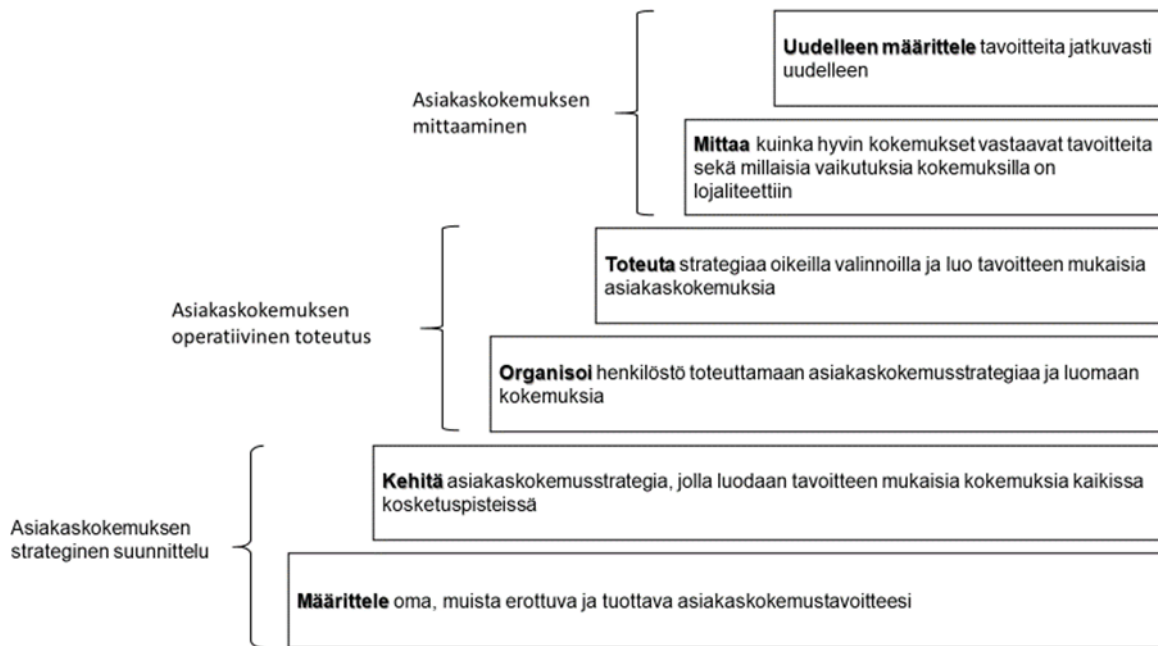 Uudelleen määrittele tavoitteita jatkuvasti
uudelleen
Asiakaskokemuksen
mittaaminen
Mittaa kuinka hyvin kokemukset vastaavat tavoitteita
sekä millaisia vaikutuksia kokemuksilla on
lojaliteettiin
Toteuta strategiaa oikeilla valinnoilla ja luo tavoitteen mukaisia
asiakaskokemuksia
Asiakaskokemuksen
operatiivinen toteutus
Organisoi henkilöstö toteuttamaan asiakaskokemusstrategiaa ja luomaan
kokemuksia
Kehitä asiakaskokemusstrategia, jolla luodaan tavoitteen mukaisia kokemuksia kaikissa
kosketuspisteissä
Asiakaskokemuksen
strateginen suunnittelu
Määrittele oma, muista erottuva ja tuottava asiakaskokemustavoitteesi